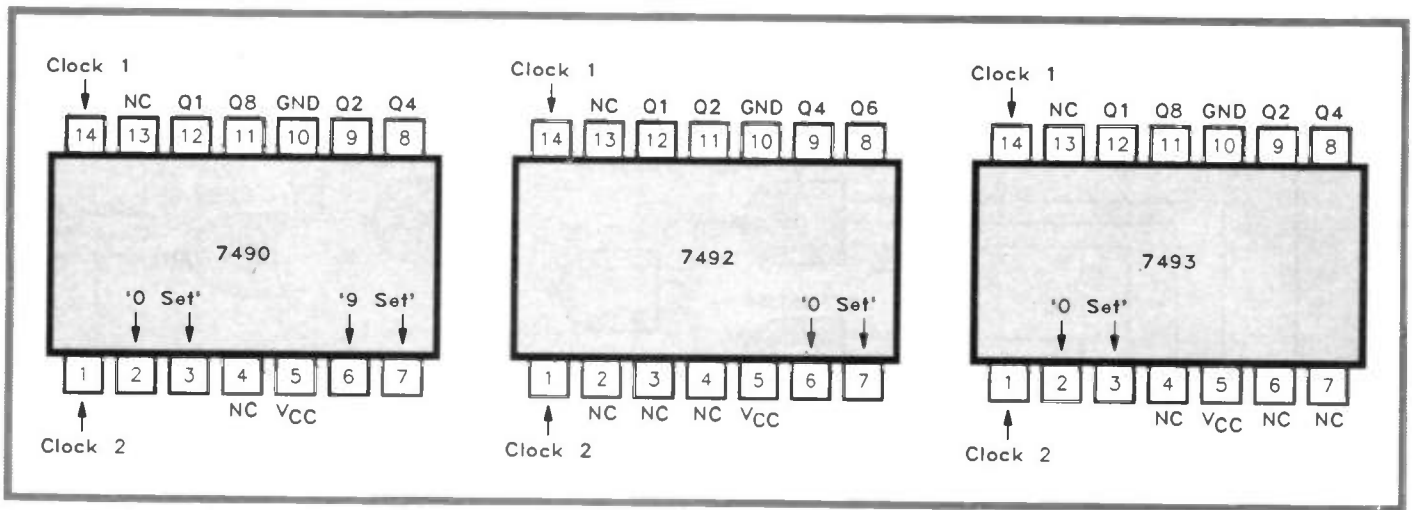 Clock 1
NC Q1 Q8 GND Q2 Q4
14 13 12 11 10 9 8
7490
'0 Set' '9 Set'
1 2 3 4 5 6 7
NC VCC
Clock 2
Clock 1
NC Q1 Q2 GND Q4 Q6
14 13 12 11 10 9 8
7492
'0 Set'
1 2 3 4 5 6 7
NC NC NC VCC
Clock 2
Clock 1
NC Q1 Q8 GND Q2 Q4
14 13 12 11 10 9 8
7493
'0 Set'
1 2 3 4 5 6 7
NC VCC NC NC
Clock 2